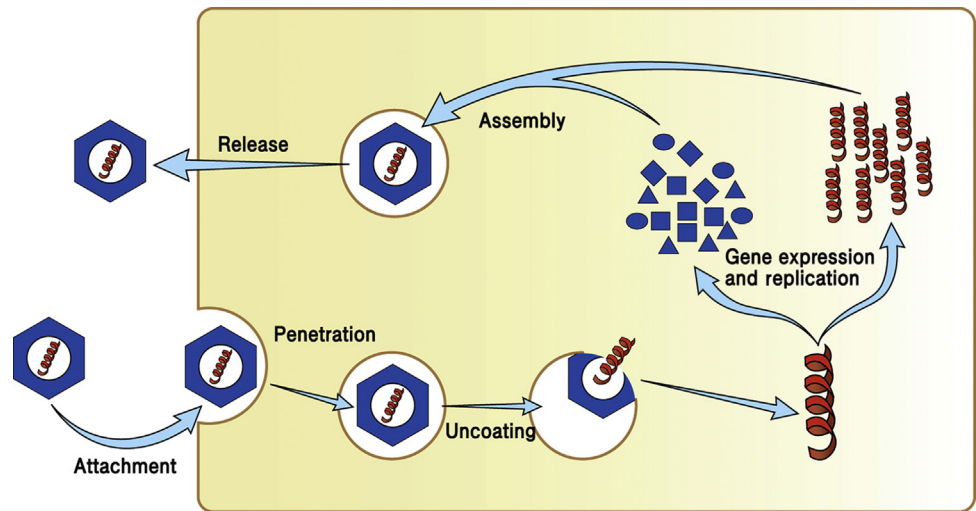 Assembly
Release
Gene expression
and replication
Penetration
Uncoating
Attachment